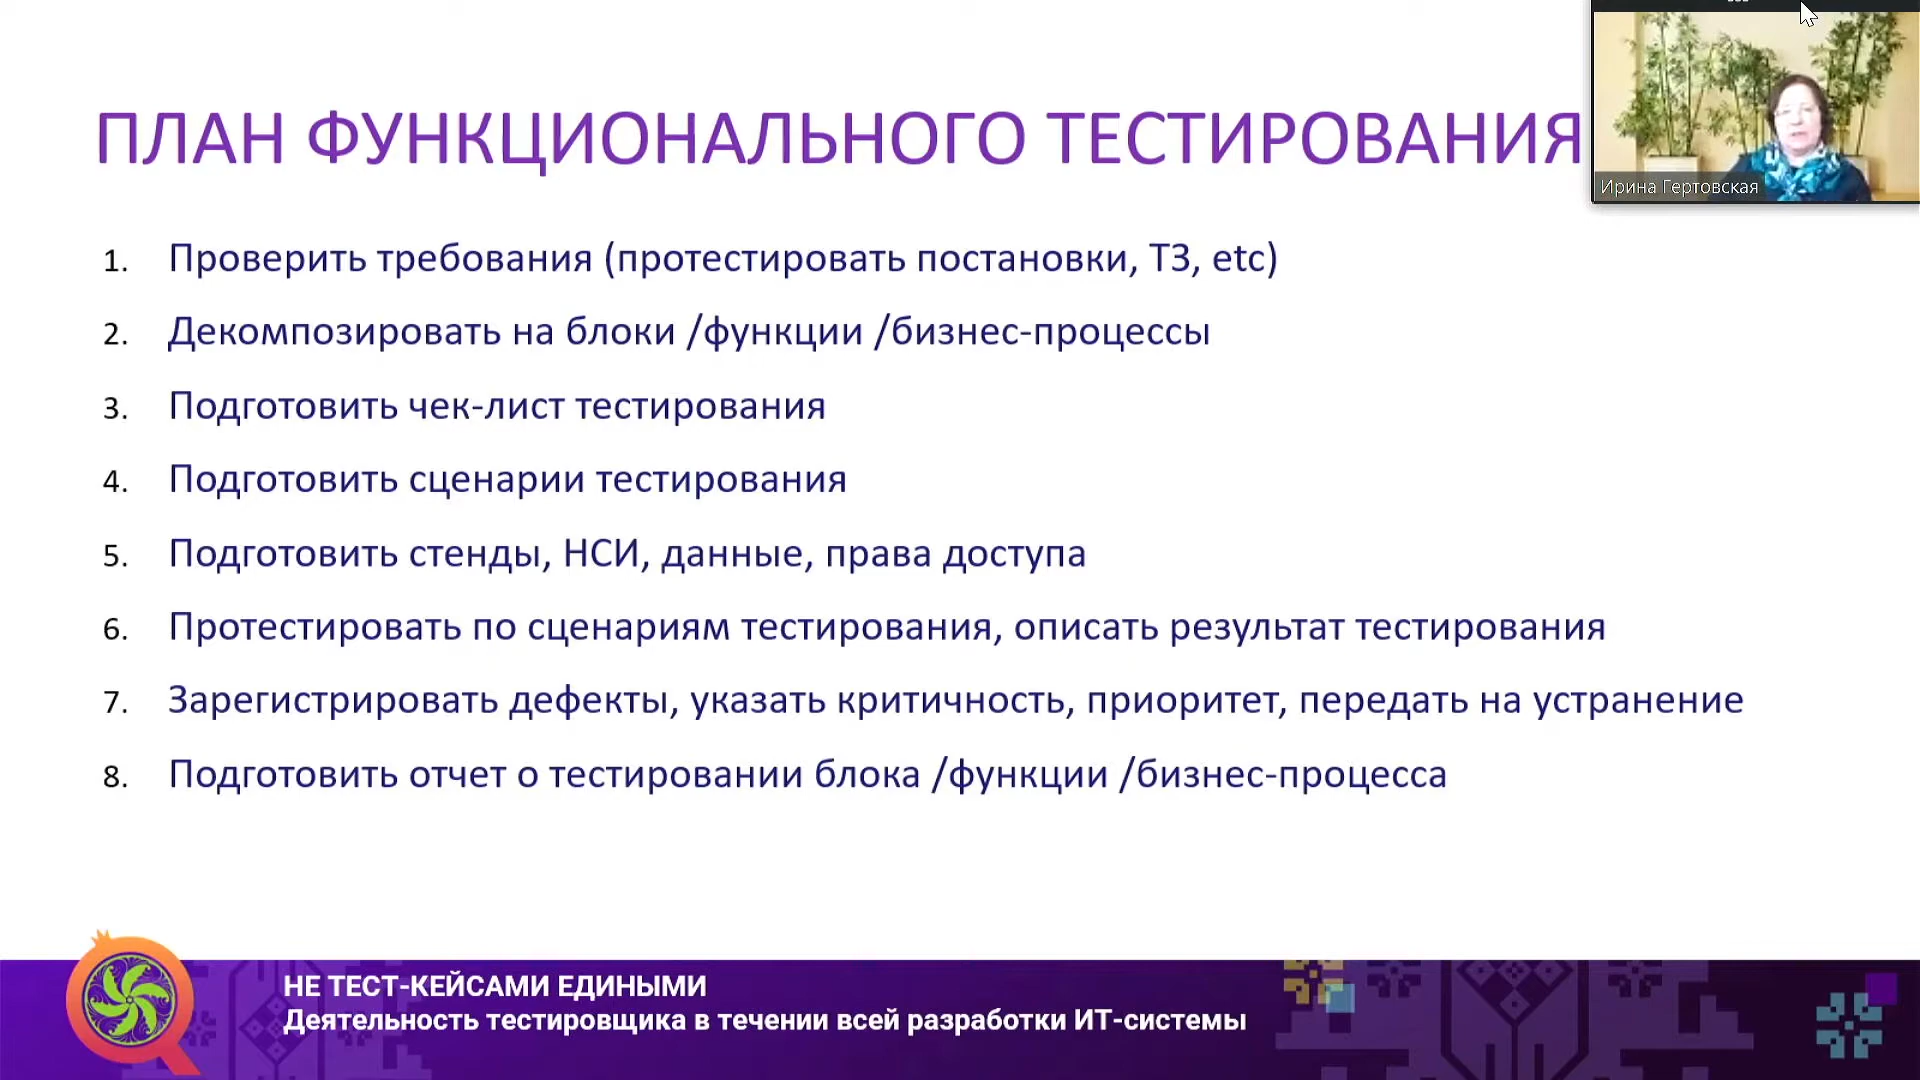 ПЛАН ФУНКЦИОНАЛЬНОГО ТЕСТИРОВАНИЯ
Ирина Гертовская
1. Проверить требования (протестировать постановки, ТЗ, etc)
2. Декомпозировать на блоки /функции /бизнес-процессы
3. Подготовить чек-лист тестирования
4. Подготовить сценарии тестирования
5. Подготовить стенды, НСИ, данные, права доступа
6. Протестировать по сценариям тестирования, описать результат тестирования
7. Зарегистрировать дефекты, указать критичность, приоритет, передать на устранение
8. Подготовить отчет о тестировании блока /функции /бизнес-процесса
НЕ ТЕСТ-КЕЙСАМИ ЕДИНЫМИ
Деятельность тестировщика в течении всей разработки ИТ-системы